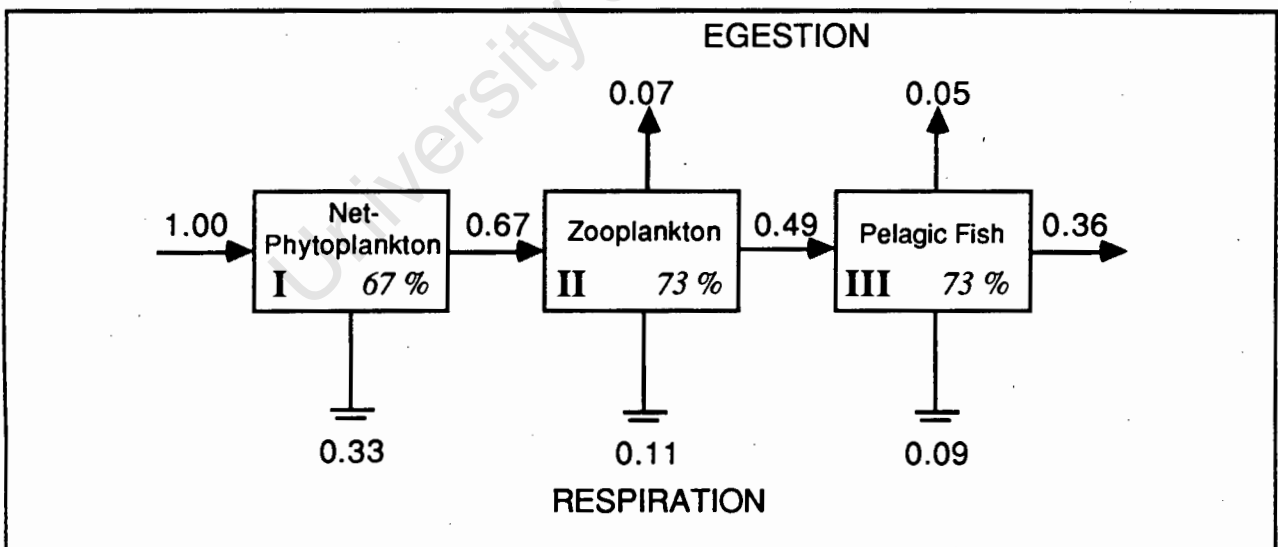 University
EGESTION
0.07
0.05
1.00
Net-
Phytoplankton
I 67 %
0.67
Zooplankton
II 73 %
0.49
Pelagic Fish
III 73 %
0.36
0.33
0.11
0.09
RESPIRATION